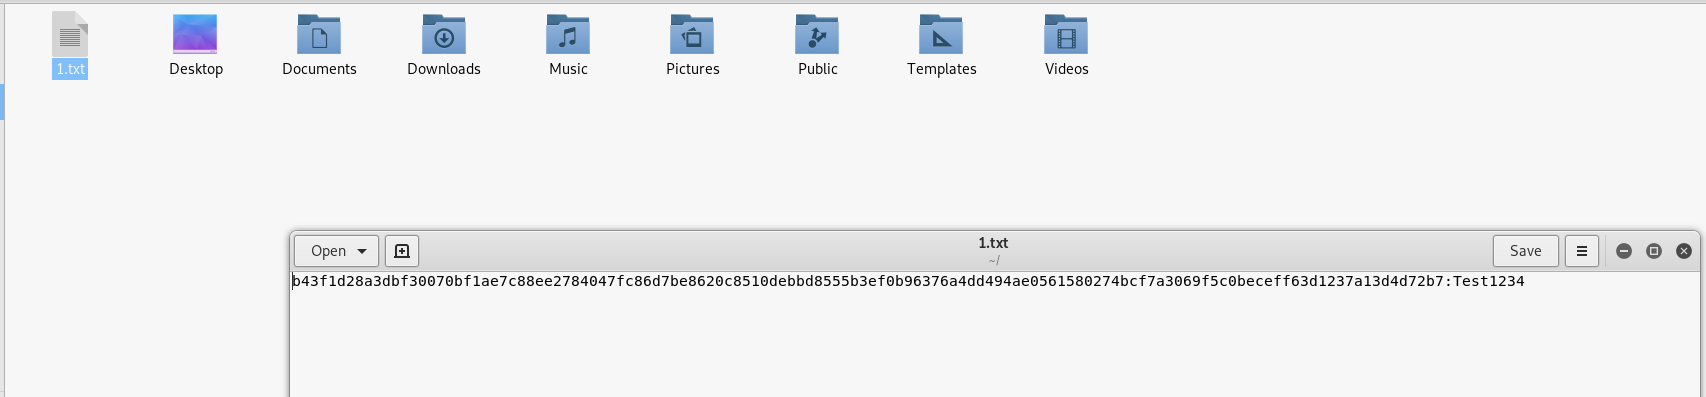 1.txt
Desktop
Documents
Downloads
Music
Pictures
Public
Templates
Videos
Open
1.txt
~/
Save
b43f1d28a3dbf30070bf1ae7c88ee2784047fc86d7be8620c8510debbd8555b3ef0b96376a4dd494ae0561580274bcf7a3069f5c0beceff63d1237a13d4d72b7:Test1234